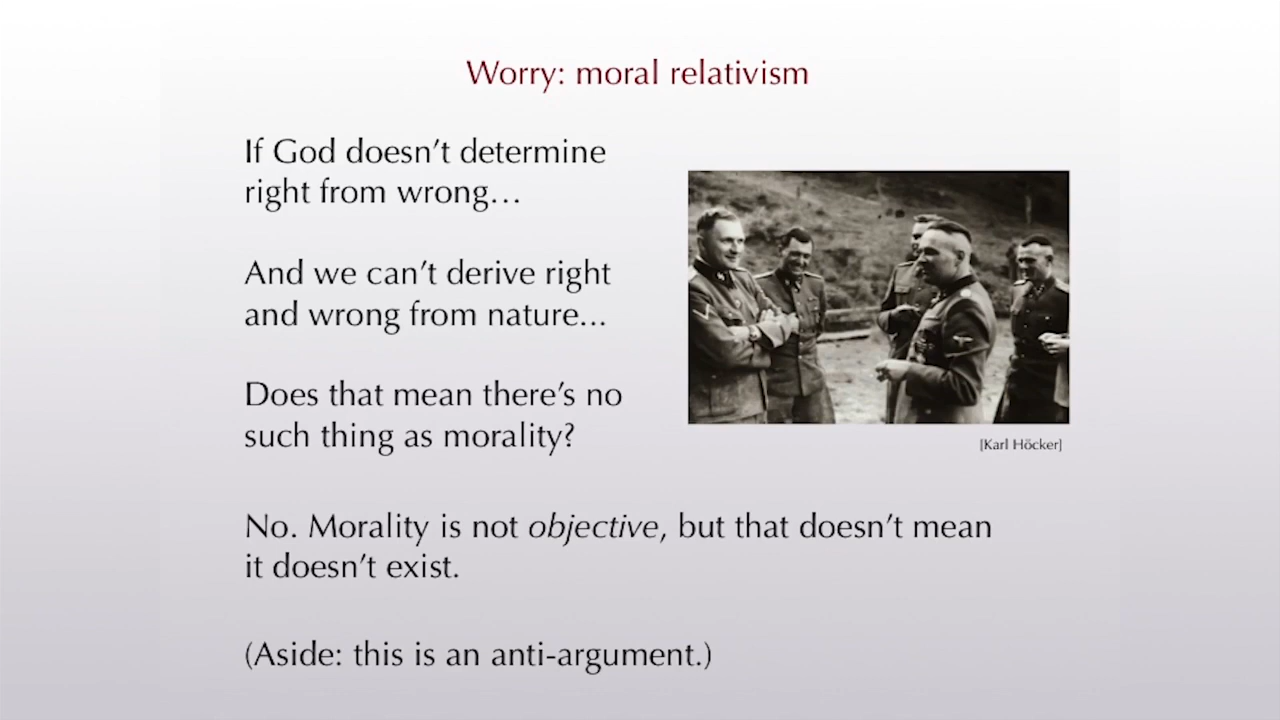 Worry: moral relativism
If God doesn’t determine
right from wrong…
And we can’t derive right
and wrong from nature...
Does that mean there’s no
such thing as morality?
[Karl Höcker]
No. Morality is not objective, but that doesn’t mean
it doesn’t exist.
(Aside: this is an anti-argument.)